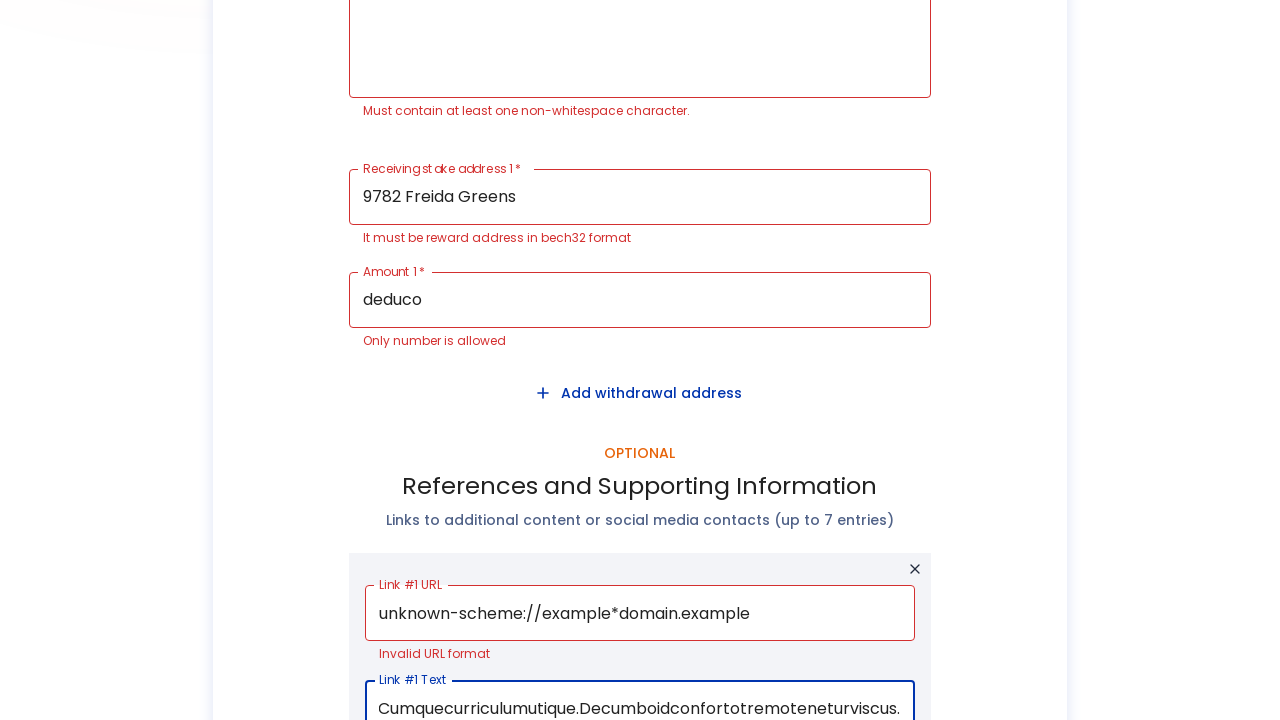 Must contain at least one non-whitespace character.
Receiving stake address 1 *
9782 Freida Greens
It must be reward address in bech32 format
Amount 1 *
deduco
Only number is allowed
+ Add withdrawal address
OPTIONAL
References and Supporting Information
Links to additional content or social media contacts (up to 7 entries)
Link #1 URL
unknown-scheme://example*domain.example
Invalid URL format
Link #1 Text
Cumquecurriculumutique.Decumboidconfortotremoteneturviscus.